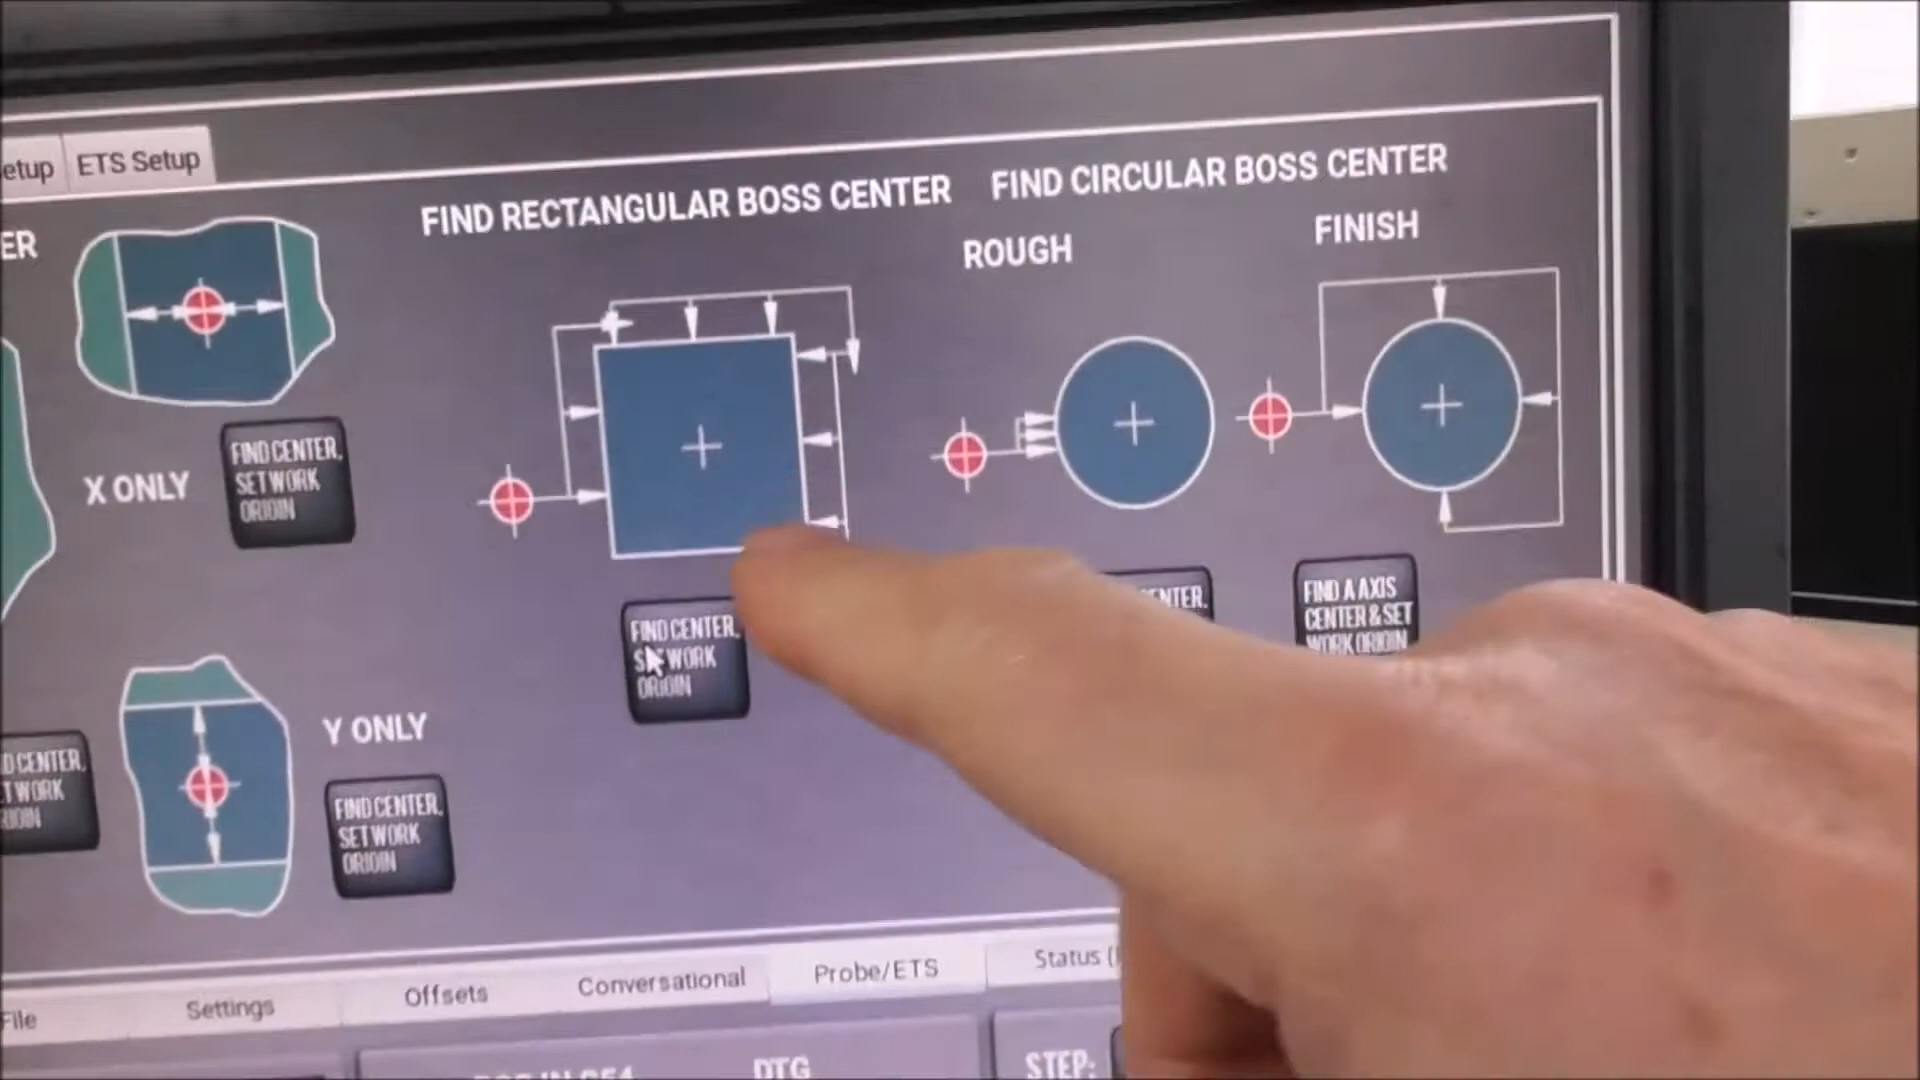 etup
ETS Setup
ER
FIND RECTANGULAR BOSS CENTER
FIND CIRCULAR BOSS CENTER
ROUGH
FINISH
X ONLY
FIND CENTER,
SET WORK
ORIGIN
FIND CENTER,
SET WORK
ORIGIN
ENTER,
FIND A AXIS
CENTER & SET
WORK ORIGIN
Y ONLY
FIND CENTER,
SET WORK
ORIGIN
D CENTER,
T WORK
RIGIN
File
Settings
Offsets
Conversational
Probe/ETS
Status (
DTG
STEP: